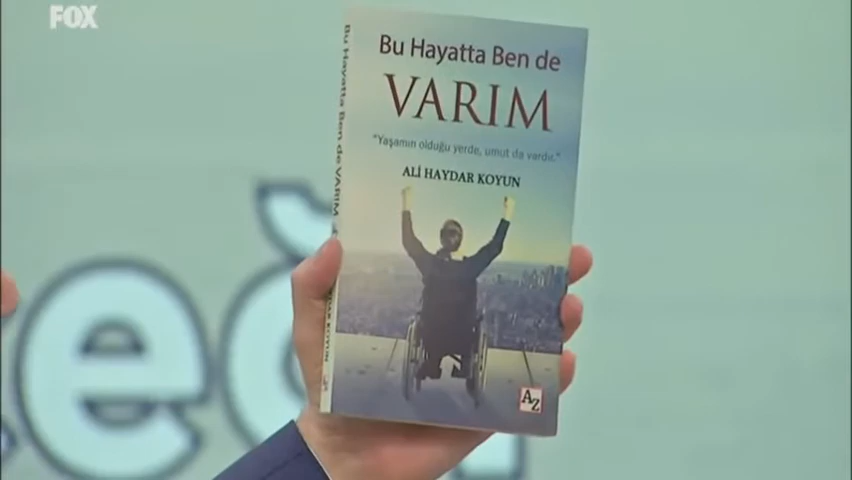 FOX
Bu Hayatta Ben de
VARIM
"Yaşamın olduğu yerde, umut da vardır."
ALİ HAYDAR KOYUN
AZ
Bu Hayatta Ben de VARIM